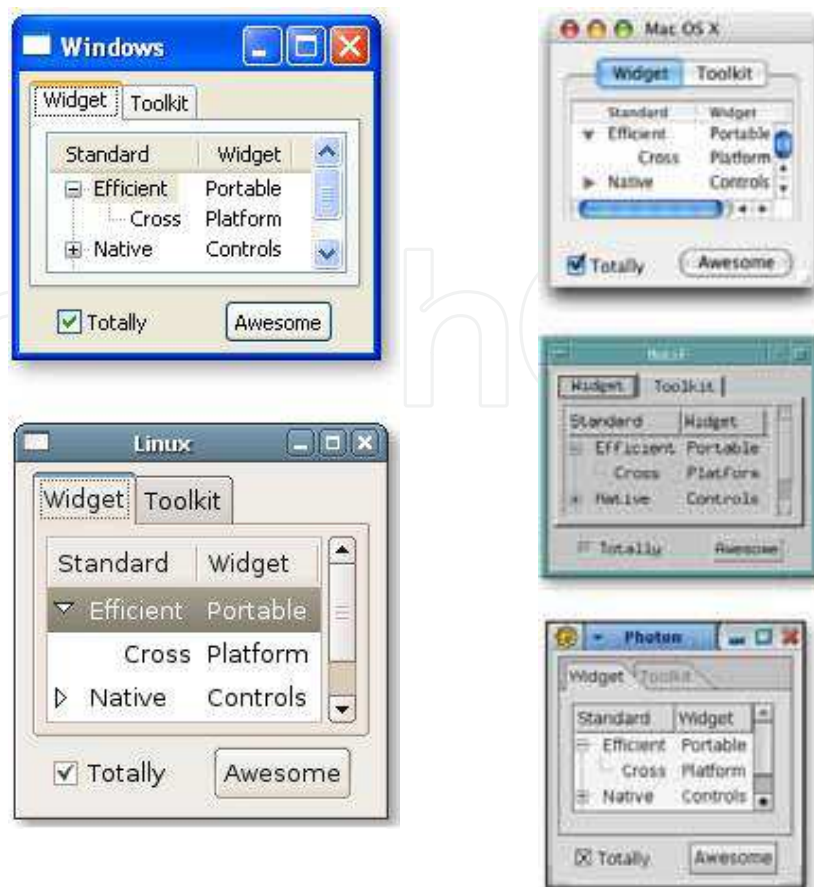 Windows
Widget Toolkit
Standard Widget
Efficient Portable
Cross Platform
Native Controls
Totally Awesome
Linux
Widget Toolkit
Standard Widget
Efficient Portable
Cross Platform
Native Controls
Totally Awesome
Mac OS X
Widget Toolkit
Standard Widget
Efficient Portable
Cross Platform
Native Controls
Totally Awesome
Motif
Widget Toolkit
Standard Widget
Efficient Portable
Cross Platform
Native Controls
Totally Awesome
Photon
Widget Toolkit
Standard Widget
Efficient Portable
Cross Platform
Native Controls
Totally Awesome